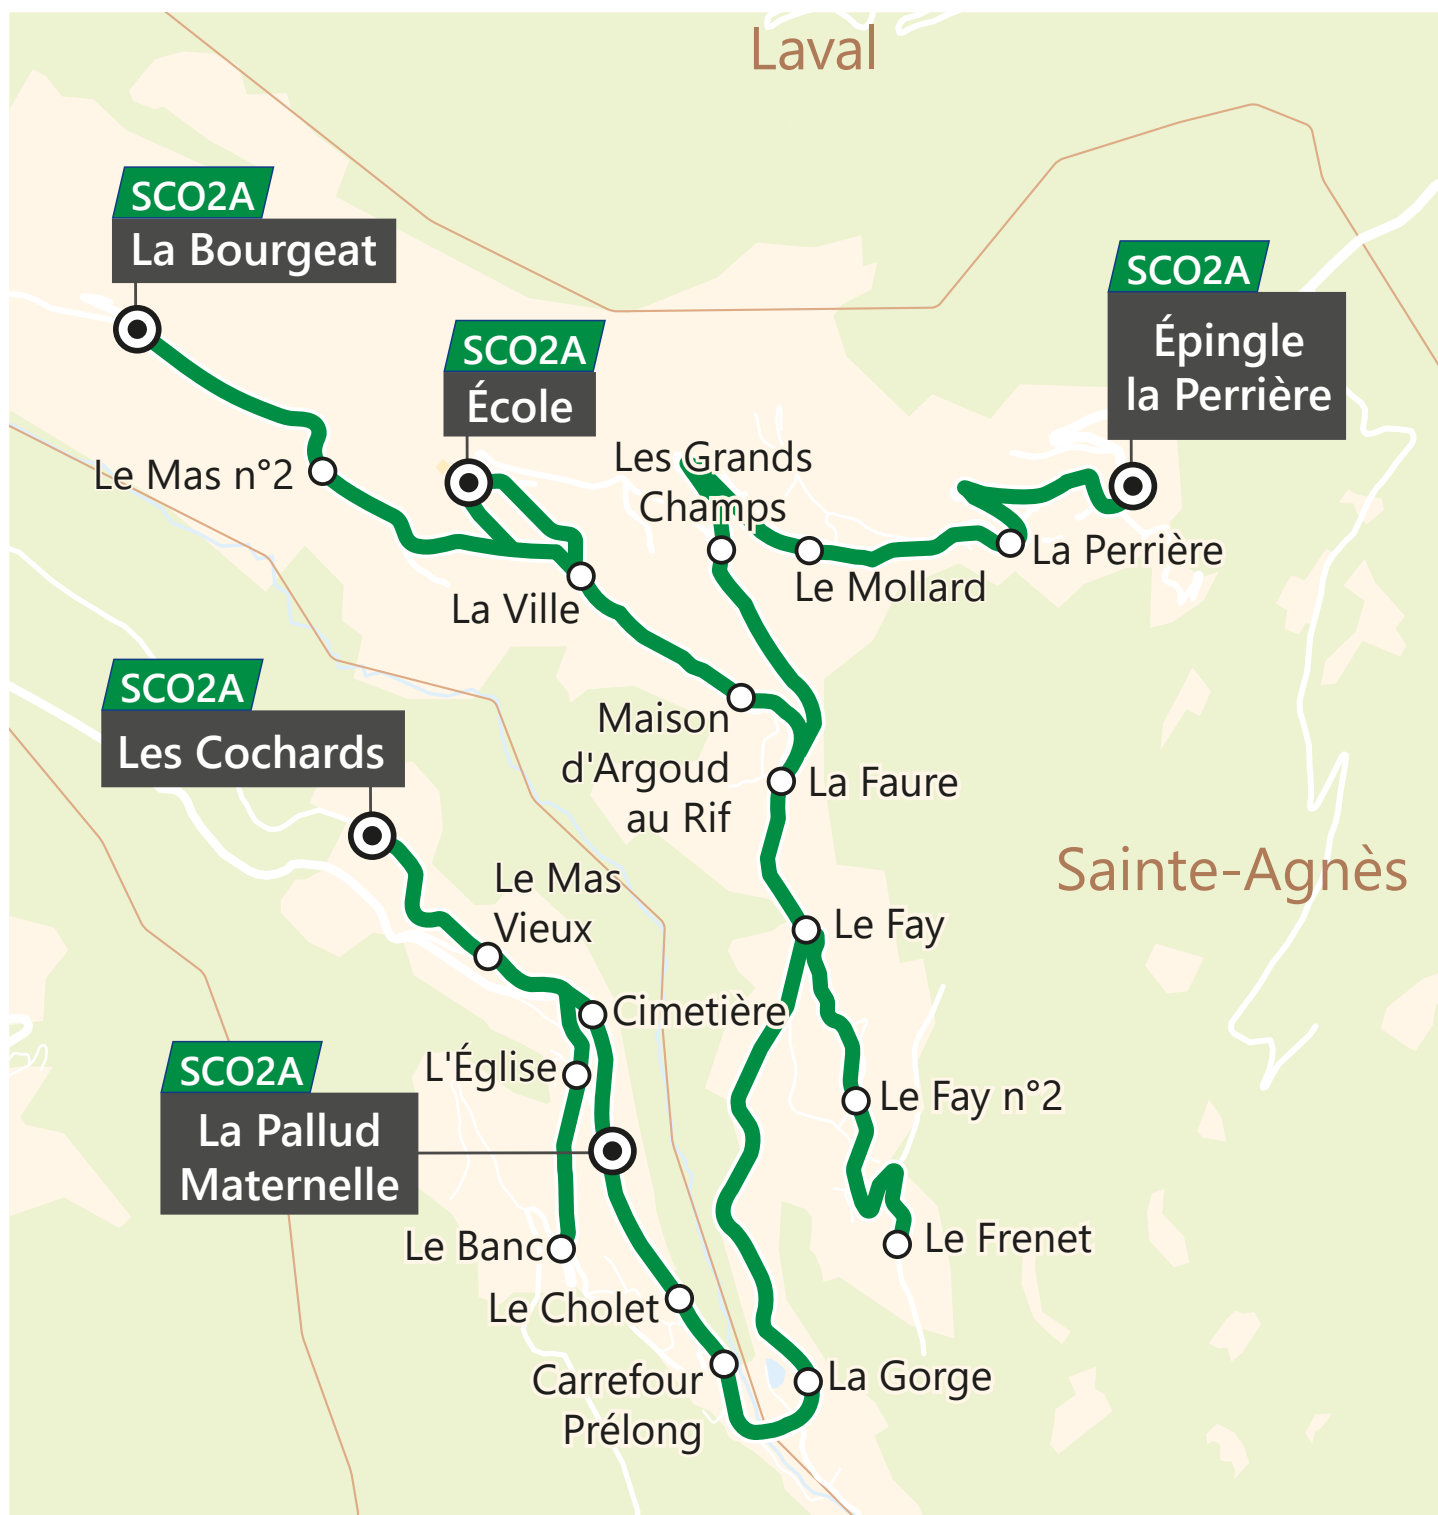 Laval
SCO2A
La Bourgeat
SCO2A
Épingle
la Perrière
SCO2A
École
Les Grands
Champs
Le Mas n°2
La Perrière
Le Mollard
La Ville
SCO2A
Les Cochards
Maison
d'Argoud
au Rif
La Faure
Sainte-Agnès
Le Mas
Vieux
Le Fay
Cimetière
L'Église
SCO2A
La Pallud
Maternelle
Le Fay n°2
Le Banc
Le Frenet
Le Cholet
Carrefour
Prélong
La Gorge